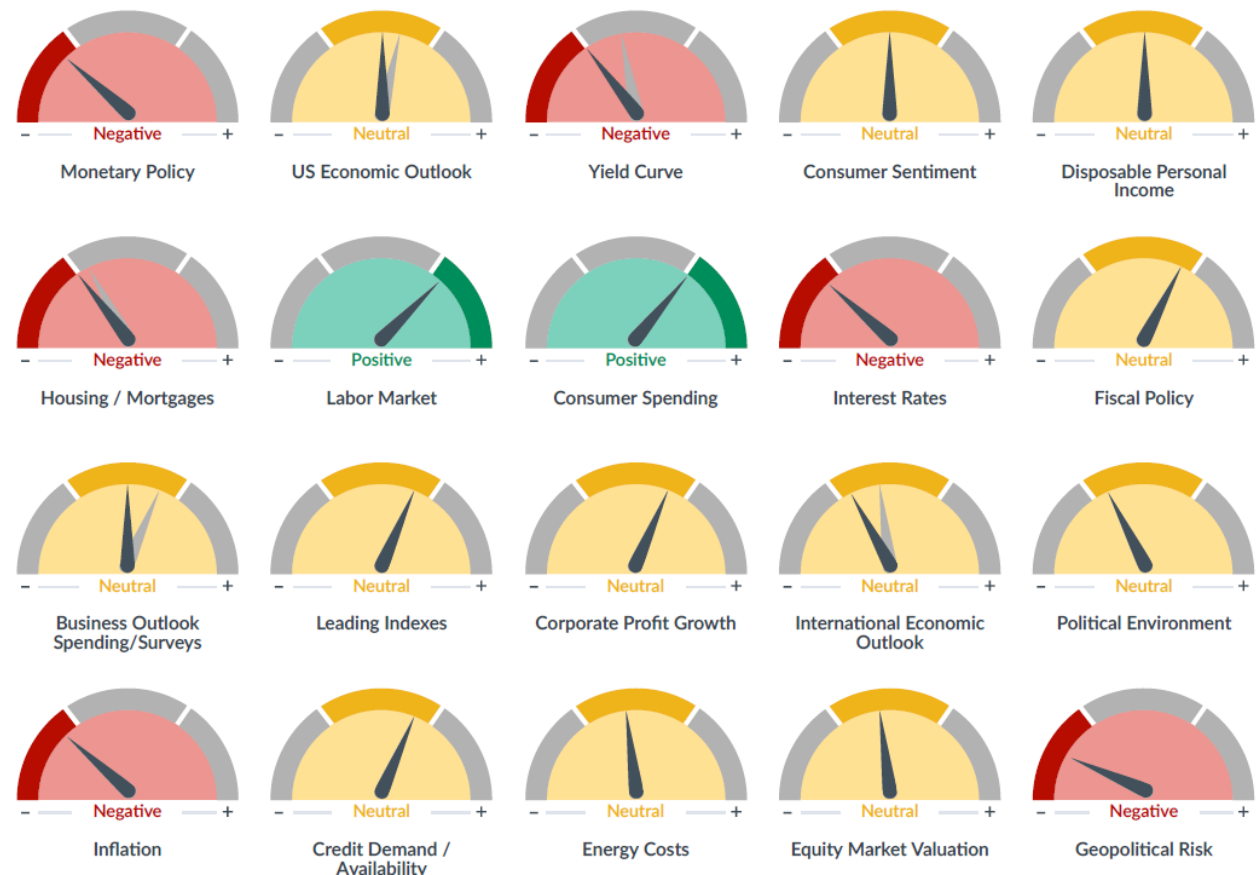 - Negative +
Monetary Policy
- Neutral +
US Economic Outlook
- Negative +
Yield Curve
- Neutral +
Consumer Sentiment
- Neutral +
Disposable Personal
Income
- Negative +
Housing / Mortgages
- Positive +
Labor Market
- Positive +
Consumer Spending
- Negative +
Interest Rates
- Neutral +
Fiscal Policy
- Neutral +
Business Outlook
Spending/Surveys
- Neutral +
Leading Indexes
- Neutral +
Corporate Profit Growth
- Neutral +
International Economic
Outlook
- Neutral +
Political Environment
- Negative +
Inflation
- Neutral +
Credit Demand /
Availability
- Neutral +
Energy Costs
- Neutral +
Equity Market Valuation
- Negative +
Geopolitical Risk